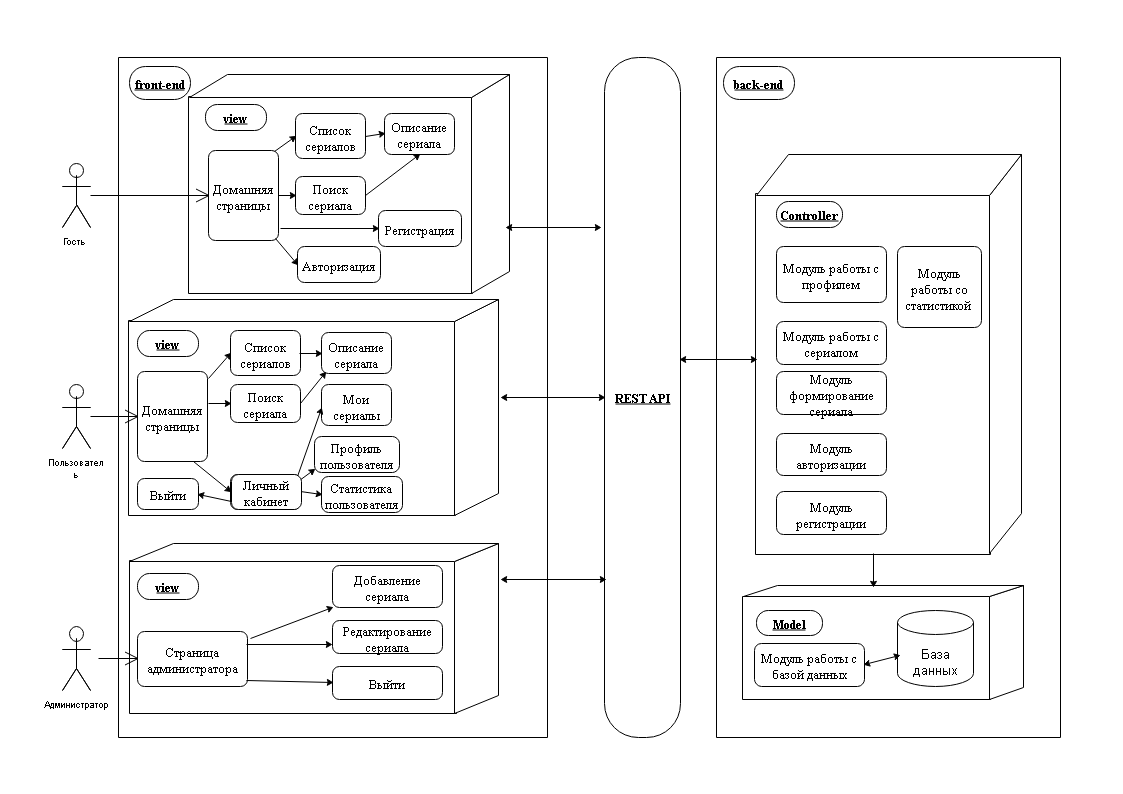 front-end
view
Список
сериалов
Описание
сериала
Домашняя
страницы
Поиск
сериала
Регистрация
Авторизация
Гость
view
Список
сериалов
Описание
сериала
Домашняя
страницы
Поиск
сериала
Мои
сериалы
Профиль
пользователя
Личный
кабинет
Статистика
пользователя
Выйти
Пользовател
ь
view
Добавление
сериала
Редактирование
сериала
Страница
администратора
Выйти
Администратор
REST API
back-end
Controller
Модуль работы с
профилем
Модуль
работы со
статистикой
Модуль работы с
сериалом
Модуль
формирование
сериала
Модуль
авторизации
Модуль
регистрации
Model
Модуль работы с
базой данных
База
данных